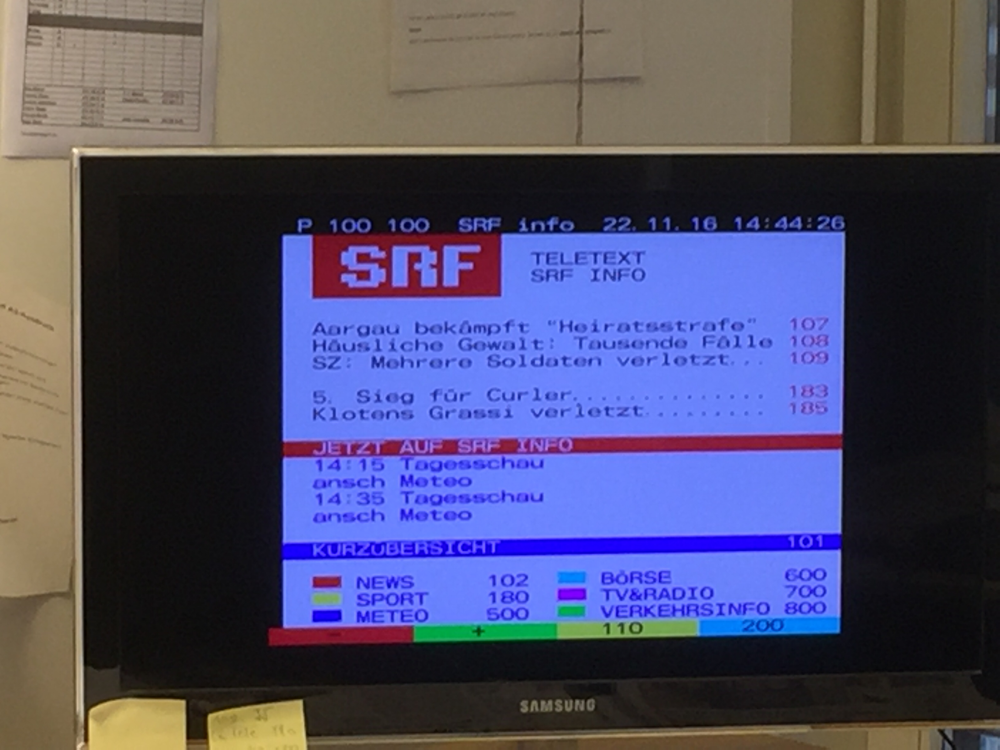 P 100 100 SRF info 22.11.16 14:44:26
SRF
TELETEXT
SRF INFO
Aargau bekämpft "Heiratsstrafe" 107
Häusliche Gewalt: Tausende Fälle 108
SZ: Mehrere Soldaten verletzt... 109
5. Sieg für Curler............. 183
Klotens Grassi verletzt......... 185
JETZT AUF SRF INFO
14:15 Tagesschau
ansch Meteo
14:35 Tagesschau
ansch Meteo
KURZÜBERSICHT 101
NEWS 102 BÖRSE 600
SPORT 180 TV&RADIO 700
METEO 500 VERKEHRSINFO 800
- + 110 200
SAMSUNG